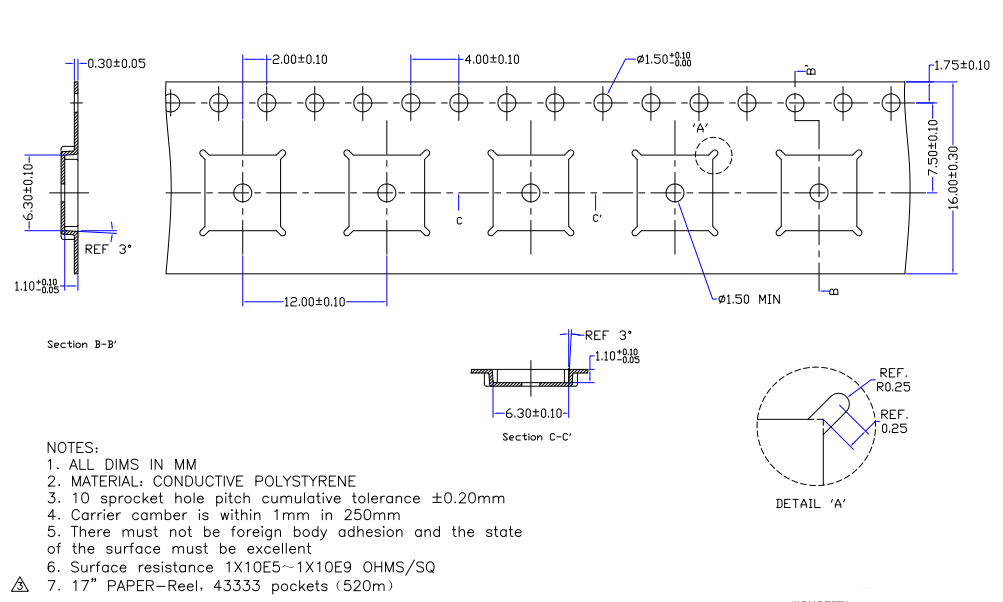 2.00±0.10
4.00±0.10
Ø1.50+0.10 -0.00
B'
1.75±0.10
0.30±0.05
'A'
7.50±0.10
16.00±0.30
6.30±0.10
C
C'
REF 3°
1.10+0.10 -0.05
12.00±0.10
Ø1.50 MIN
B
Section B-B'
REF 3°
1.10+0.10 -0.05
6.30±0.10
Section C-C'
REF.
R0.25
REF.
0.25
DETAIL 'A'
NOTES:
1. ALL DIMS IN MM
2. MATERIAL: CONDUCTIVE POLYSTYRENE
3. 10 sprocket hole pitch cumulative tolerance ±0.20mm
4. Carrier camber is within 1mm in 250mm
5. There must not be foreign body adhesion and the state
of the surface must be excellent
6. Surface resistance 1X10E5~1X10E9 OHMS/SQ
3 7. 17" PAPER-Reel, 43333 pockets (520m)